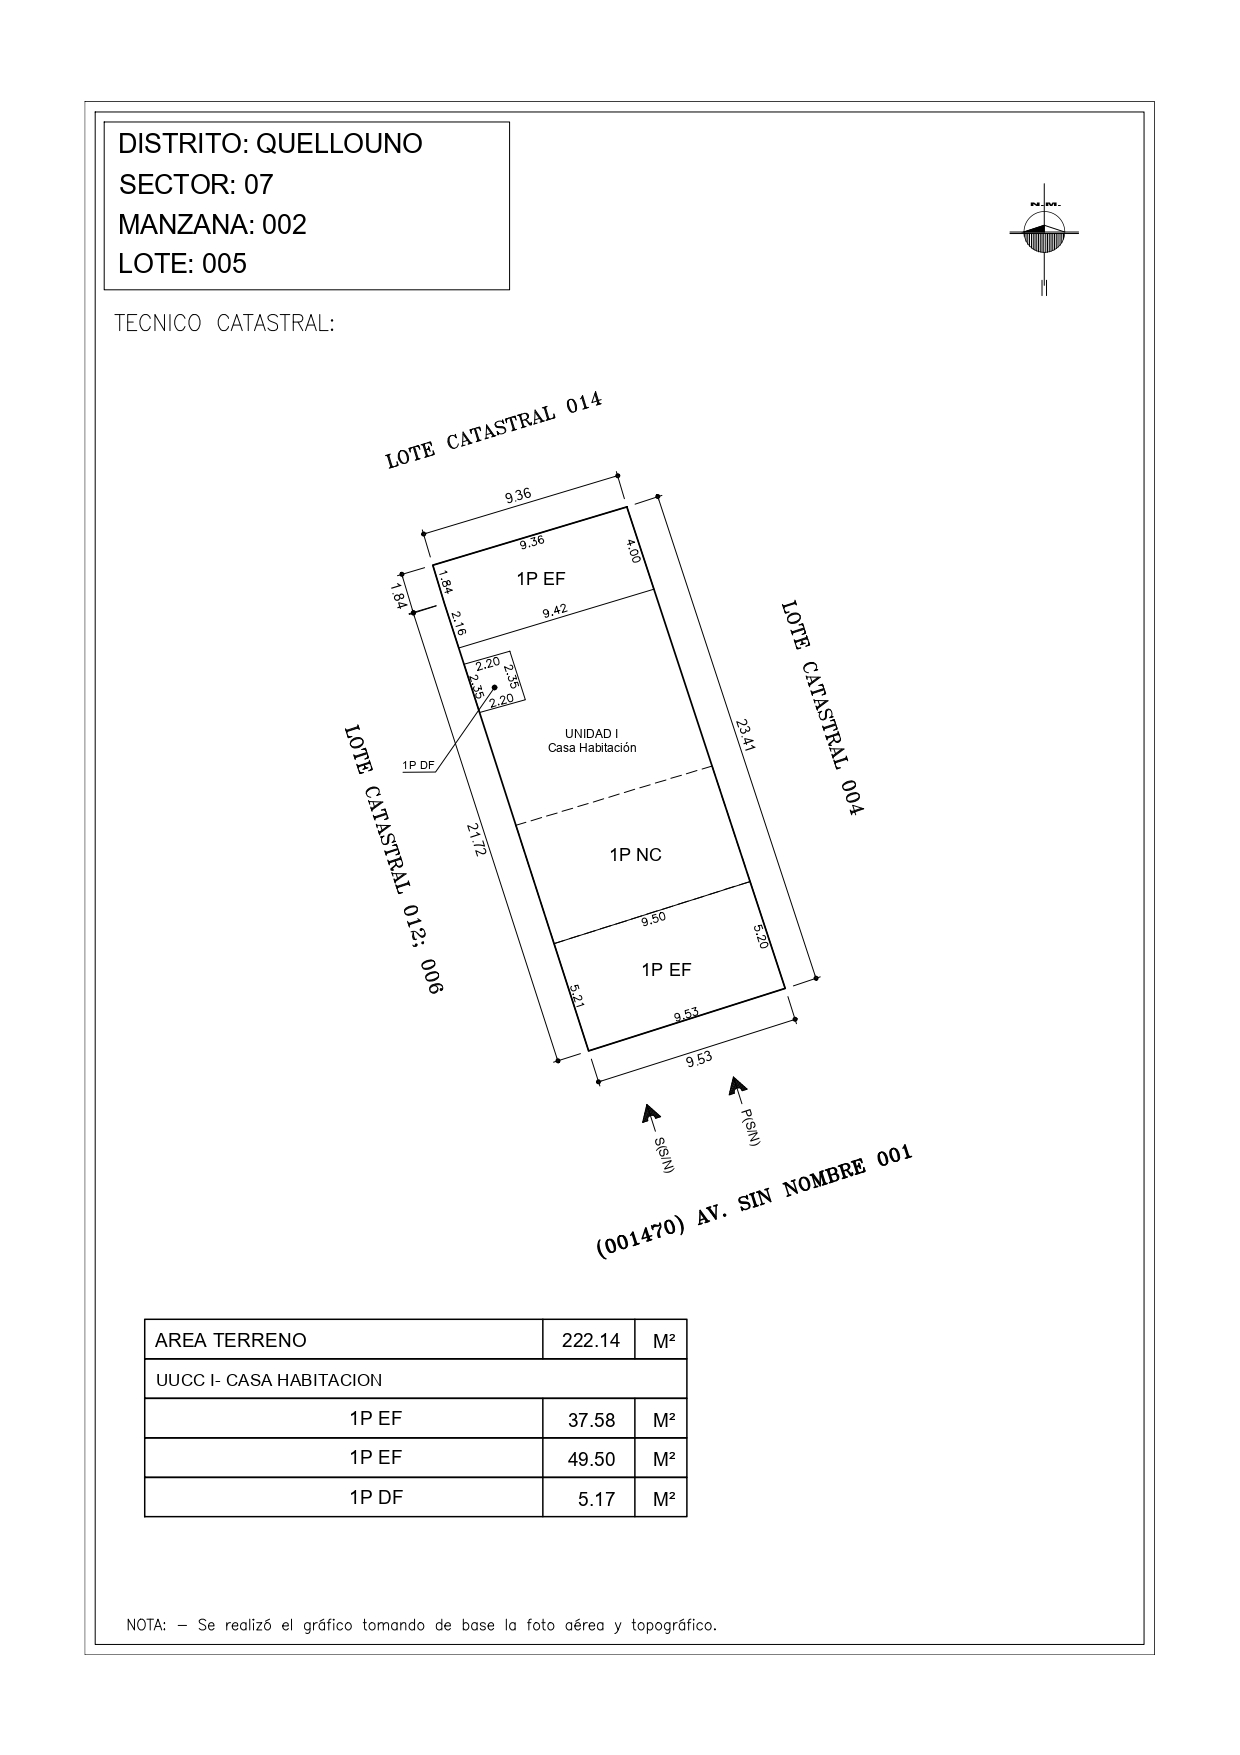 DISTRITO: QUELLOUNO
SECTOR: 07
MANZANA: 002
LOTE: 005
N.M.
TECNICO CATASTRAL:
LOTE CATASTRAL 014
9.36
9.36
4.00
1.84
1.84
1P EF
2.16
9.42
2.20
2.35
2.35
2.20
LOTE CATASTRAL 004
23.41
UNIDAD I
Casa Habitación
1P DF
LOTE CATASTRAL 012; 006
21.72
1P NC
9.50
5.20
1P EF
5.21
9.53
9.53
P(S/N)
S(S/N)
(001470) AV. SIN NOMBRE 001
AREA TERRENO 222.14 M²
UUCC I- CASA HABITACION
1P EF 37.58 M²
1P EF 49.50 M²
1P DF 5.17 M²
NOTA: - Se realizó el gráfico tomando de base la foto aérea y topográfico.